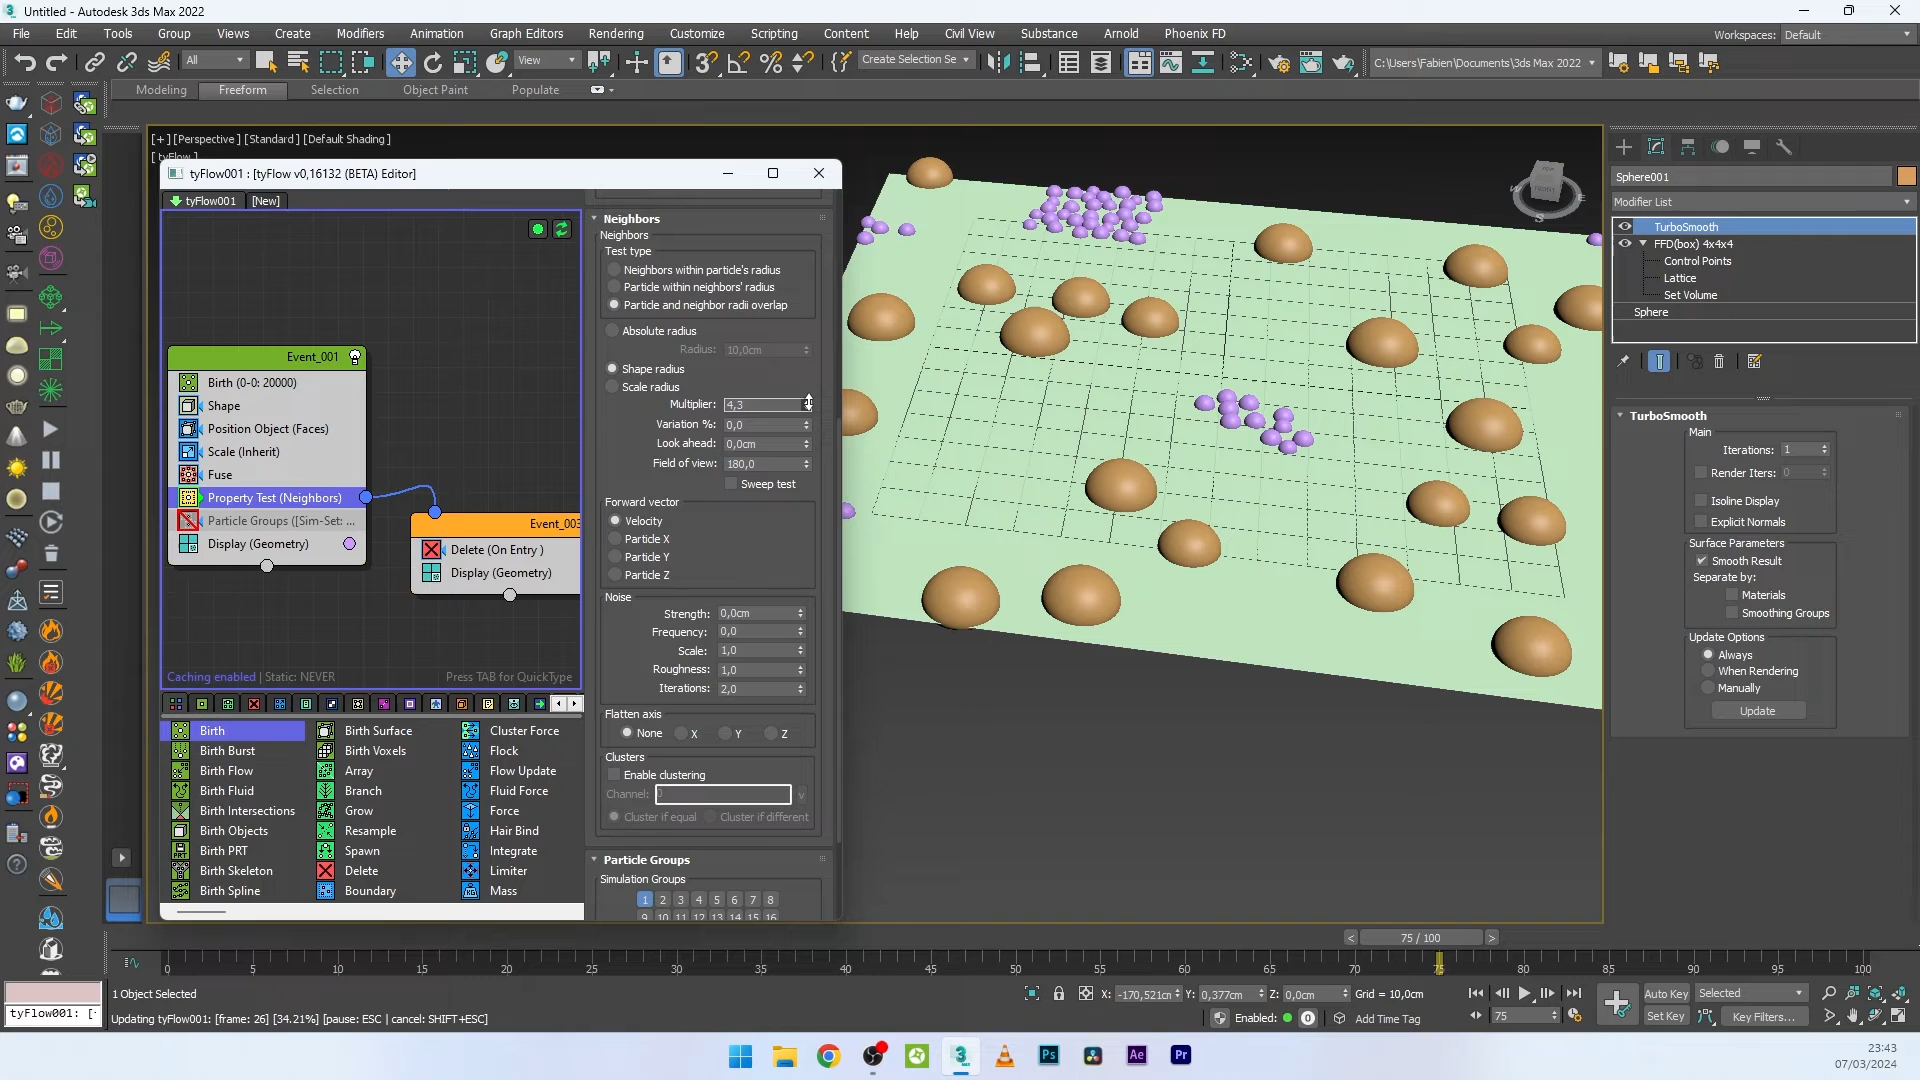 Untitled - Autodesk 3ds Max 2022
File Edit Tools Group Views Create Modifiers Animation Graph Editors Rendering Customize Scripting Content Help Civil View Substance Arnold Phoenix FD
Workspaces: Default
All View Create Selection Se C:\Users\Fabien\Documents\3ds Max 2022
Modeling Freeform Selection Object Paint Populate
[+] [Perspective] [Standard] [Default Shading]
[ tyFlow ]
tyFlow001 : [tyFlow v0,16132 (BETA) Editor]
tyFlow001 [New]
Event_001
Birth (0-0: 20000)
Shape
Position Object (Faces)
Scale (Inherit)
Fuse
Property Test (Neighbors)
Particle Groups ([Sim-Set: ...
Display (Geometry)
Event_003
Delete (On Entry )
Display (Geometry)
Caching enabled | Static: NEVER
Press TAB for QuickType
Birth Birth Surface Cluster Force
Birth Burst Birth Voxels Flock
Birth Flow Array Flow Update
Birth Fluid Branch Fluid Force
Birth Intersections Grow Force
Birth Objects Resample Hair Bind
Birth PRT Spawn Integrate
Birth Skeleton Delete Limiter
Birth Spline Boundary Mass
Neighbors
Neighbors
Test type
Neighbors within particle's radius
Particle within neighbors' radius
Particle and neighbor radii overlap
Absolute radius
Radius: 10,0cm
Shape radius
Scale radius
Multiplier: 4,3
Variation %: 0,0
Look ahead: 0,0cm
Field of view: 180,0
Sweep test
Forward vector
Velocity
Particle X
Particle Y
Particle Z
Noise
Strength: 0,0cm
Frequency: 0,0
Scale: 1,0
Roughness: 1,0
Iterations: 2,0
Flatten axis
None X Y Z
Clusters
Enable clustering
Channel: 0 v
Cluster if equal Cluster if different
Particle Groups
Simulation Groups
1 2 3 4 5 6 7 8
9 10 11 12 13 14 15 16
Sphere001
Modifier List
TurboSmooth
FFD(box) 4x4x4
Control Points
Lattice
Set Volume
Sphere
TurboSmooth
Main
Iterations: 1
Render Iters: 0
Isoline Display
Explicit Normals
Surface Parameters
Smooth Result
Separate by:
Materials
Smoothing Groups
Update Options
Always
When Rendering
Manually
Update
< 75 / 100 >
0 5 10 15 20 25 30 35 40 45 50 55 60 65 70 75 80 85 90 95 100
1 Object Selected
X: -170,521cm Y: 0,377cm Z: 0,0cm Grid = 10,0cm
Auto Key Selected
tyFlow001: [
Updating tyFlow001: [frame: 26] [34.21%] [pause: ESC | cancel: SHIFT+ESC]
Enabled: 0 Add Time Tag
75
Set Key Key Filters...
3 Ps Ae Pr
23:43
07/03/2024